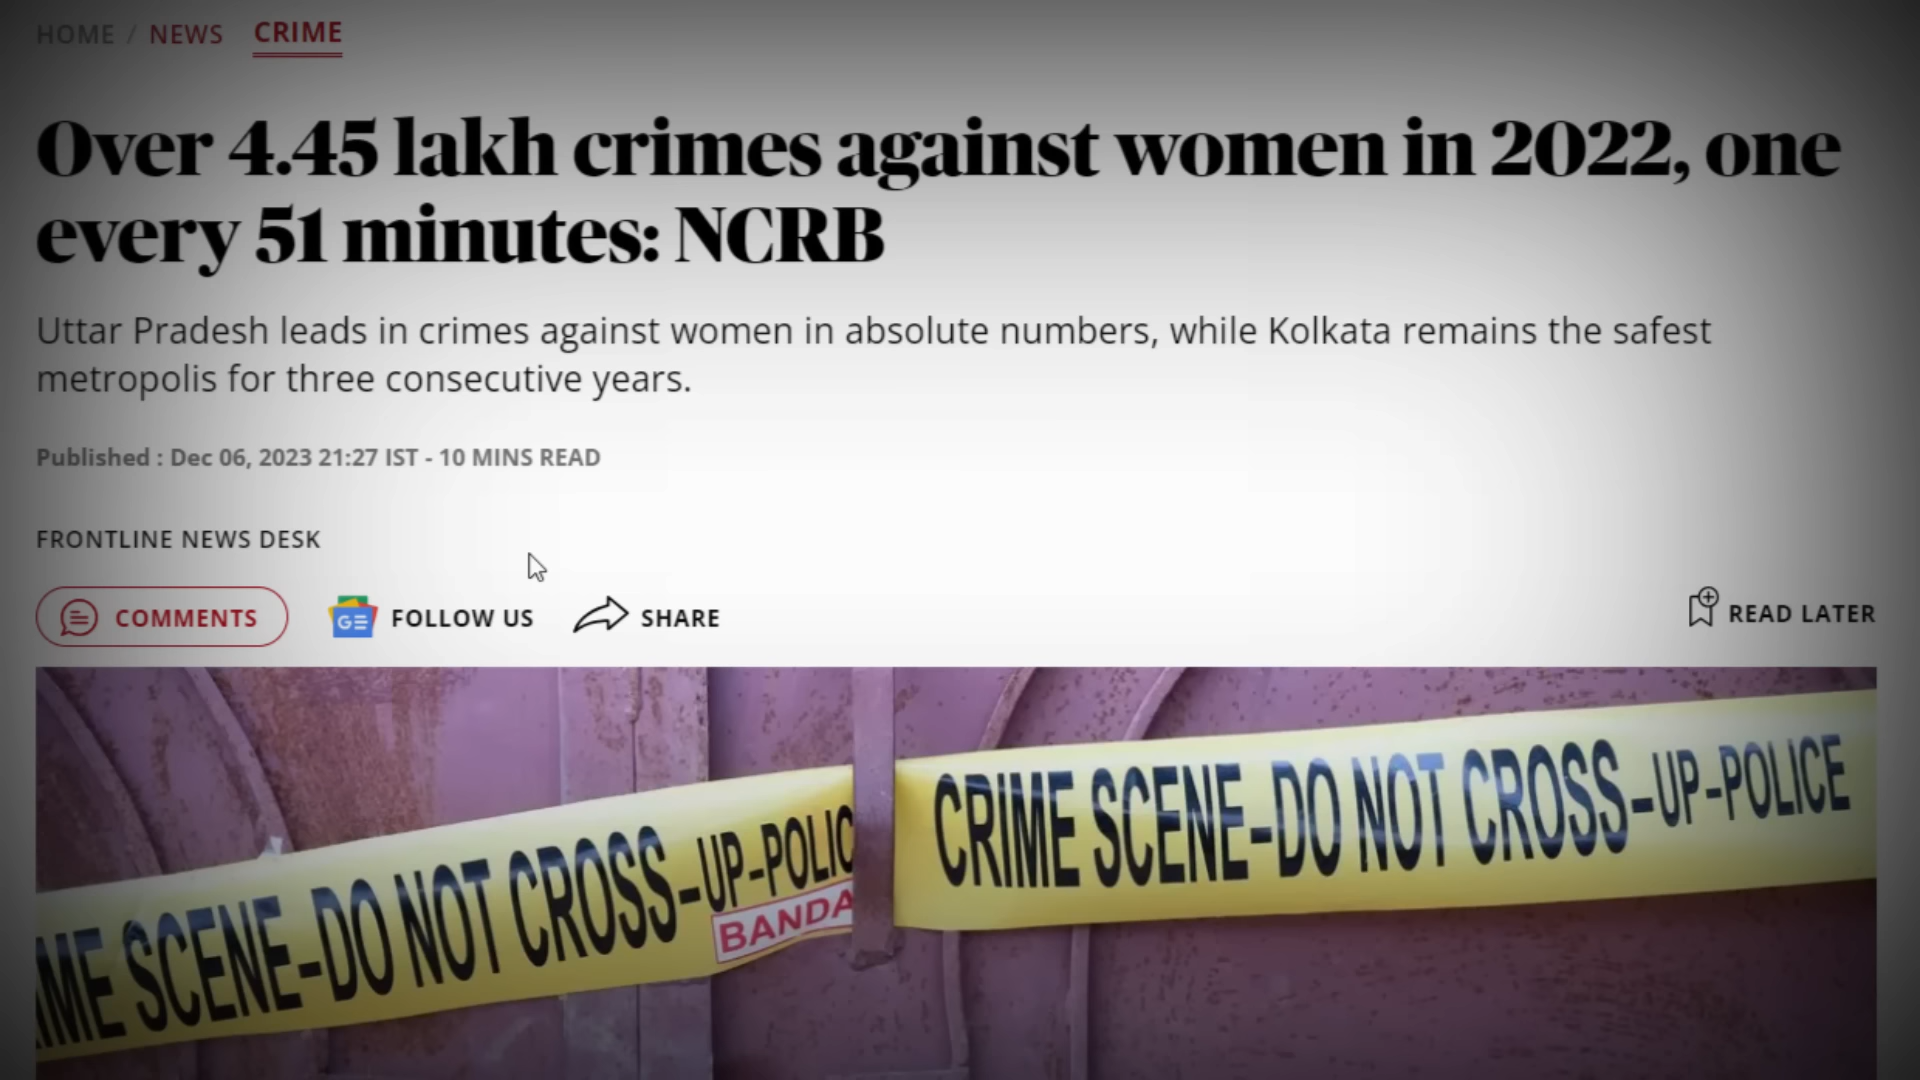 HOME / NEWS CRIME
Over 4.45 lakh crimes against women in 2022, one
every 51 minutes: NCRB
Uttar Pradesh leads in crimes against women in absolute numbers, while Kolkata remains the safest
metropolis for three consecutive years.
Published : Dec 06, 2023 21:27 IST - 10 MINS READ
FRONTLINE NEWS DESK
COMMENTS GE FOLLOW US SHARE READ LATER
CRIME SCENE-DO NOT CROSS-UP-POLICE
IME SCENE-DO NOT CROSS-UP-POLIC
BANDA